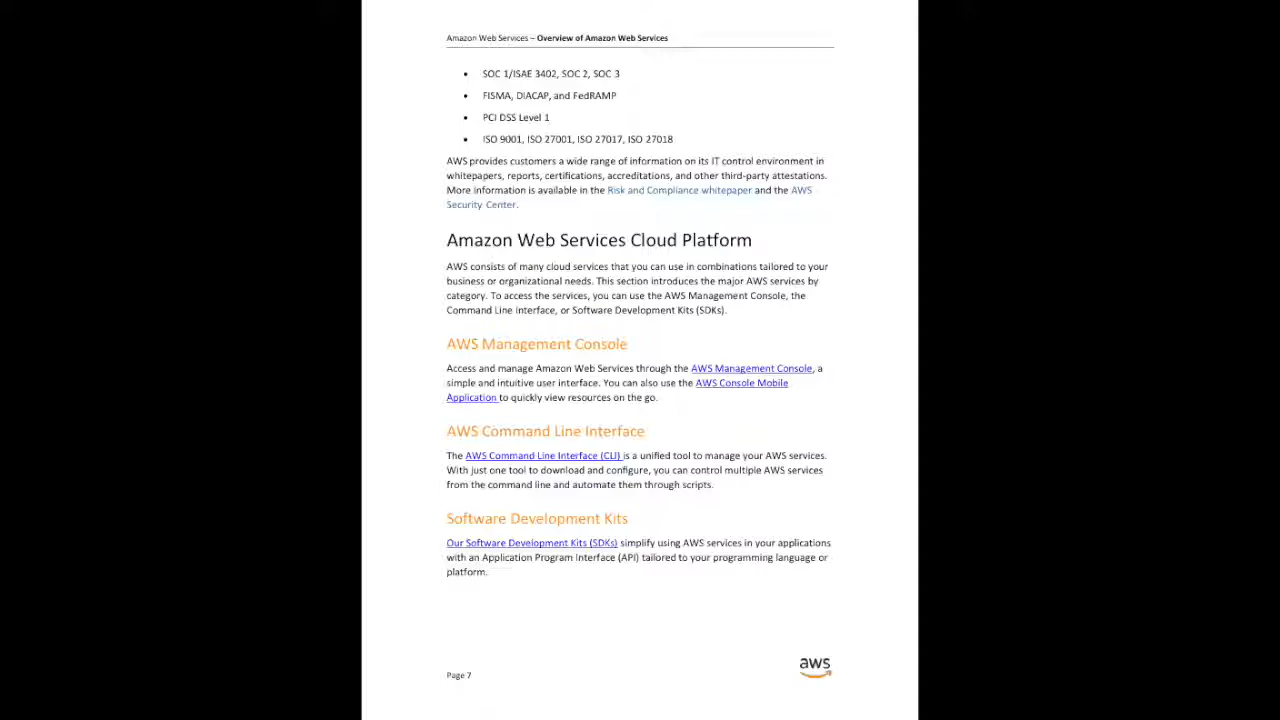 Amazon Web Services – Overview of Amazon Web Services
• SOC 1/ISAE 3402, SOC 2, SOC 3
• FISMA, DIACAP, and FedRAMP
• PCI DSS Level 1
• ISO 9001, ISO 27001, ISO 27017, ISO 27018
AWS provides customers a wide range of information on its IT control environment in
whitepapers, reports, certifications, accreditations, and other third-party attestations.
More information is available in the Risk and Compliance whitepaper and the AWS
Security Center.
Amazon Web Services Cloud Platform
AWS consists of many cloud services that you can use in combinations tailored to your
business or organizational needs. This section introduces the major AWS services by
category. To access the services, you can use the AWS Management Console, the
Command Line Interface, or Software Development Kits (SDKs).
AWS Management Console
Access and manage Amazon Web Services through the AWS Management Console, a
simple and intuitive user interface. You can also use the AWS Console Mobile
Application to quickly view resources on the go.
AWS Command Line Interface
The AWS Command Line Interface (CLI) is a unified tool to manage your AWS services.
With just one tool to download and configure, you can control multiple AWS services
from the command line and automate them through scripts.
Software Development Kits
Our Software Development Kits (SDKs) simplify using AWS services in your applications
with an Application Program Interface (API) tailored to your programming language or
platform.
aws
Page 7